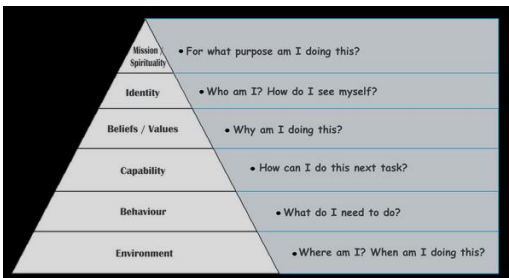 Mission /
Spirituality
• For what purpose am I doing this?
Identity
• Who am I? How do I see myself?
Beliefs / Values
• Why am I doing this?
Capability
• How can I do this next task?
Behaviour
• What do I need to do?
Environment
• Where am I? When am I doing this?